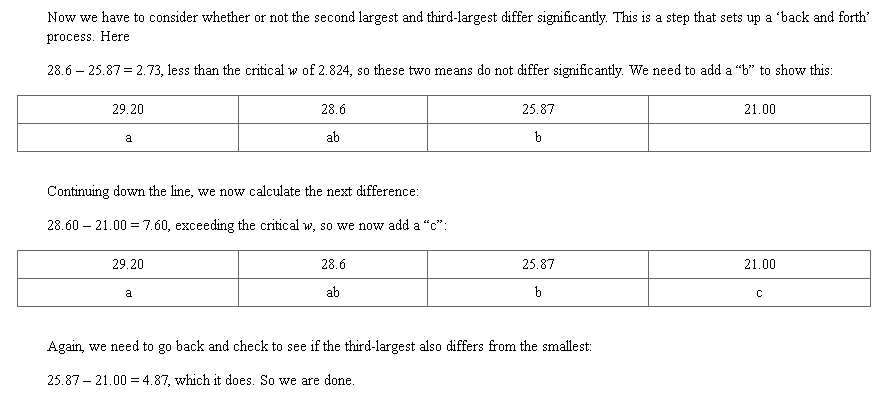 Now we have to consider whether or not the second largest and third-largest differ significantly. This is a step that sets up a ‘back and forth’
process. Here
28.6 – 25.87 = 2.73, less than the critical w of 2.824, so these two means do not differ significantly. We need to add a “b” to show this:
29.20 28.6 25.87 21.00
a ab b
Continuing down the line, we now calculate the next difference:
28.60 – 21.00 = 7.60, exceeding the critical w, so we now add a “c”:
29.20 28.6 25.87 21.00
a ab b c
Again, we need to go back and check to see if the third-largest also differs from the smallest:
25.87 – 21.00 = 4.87, which it does. So we are done.